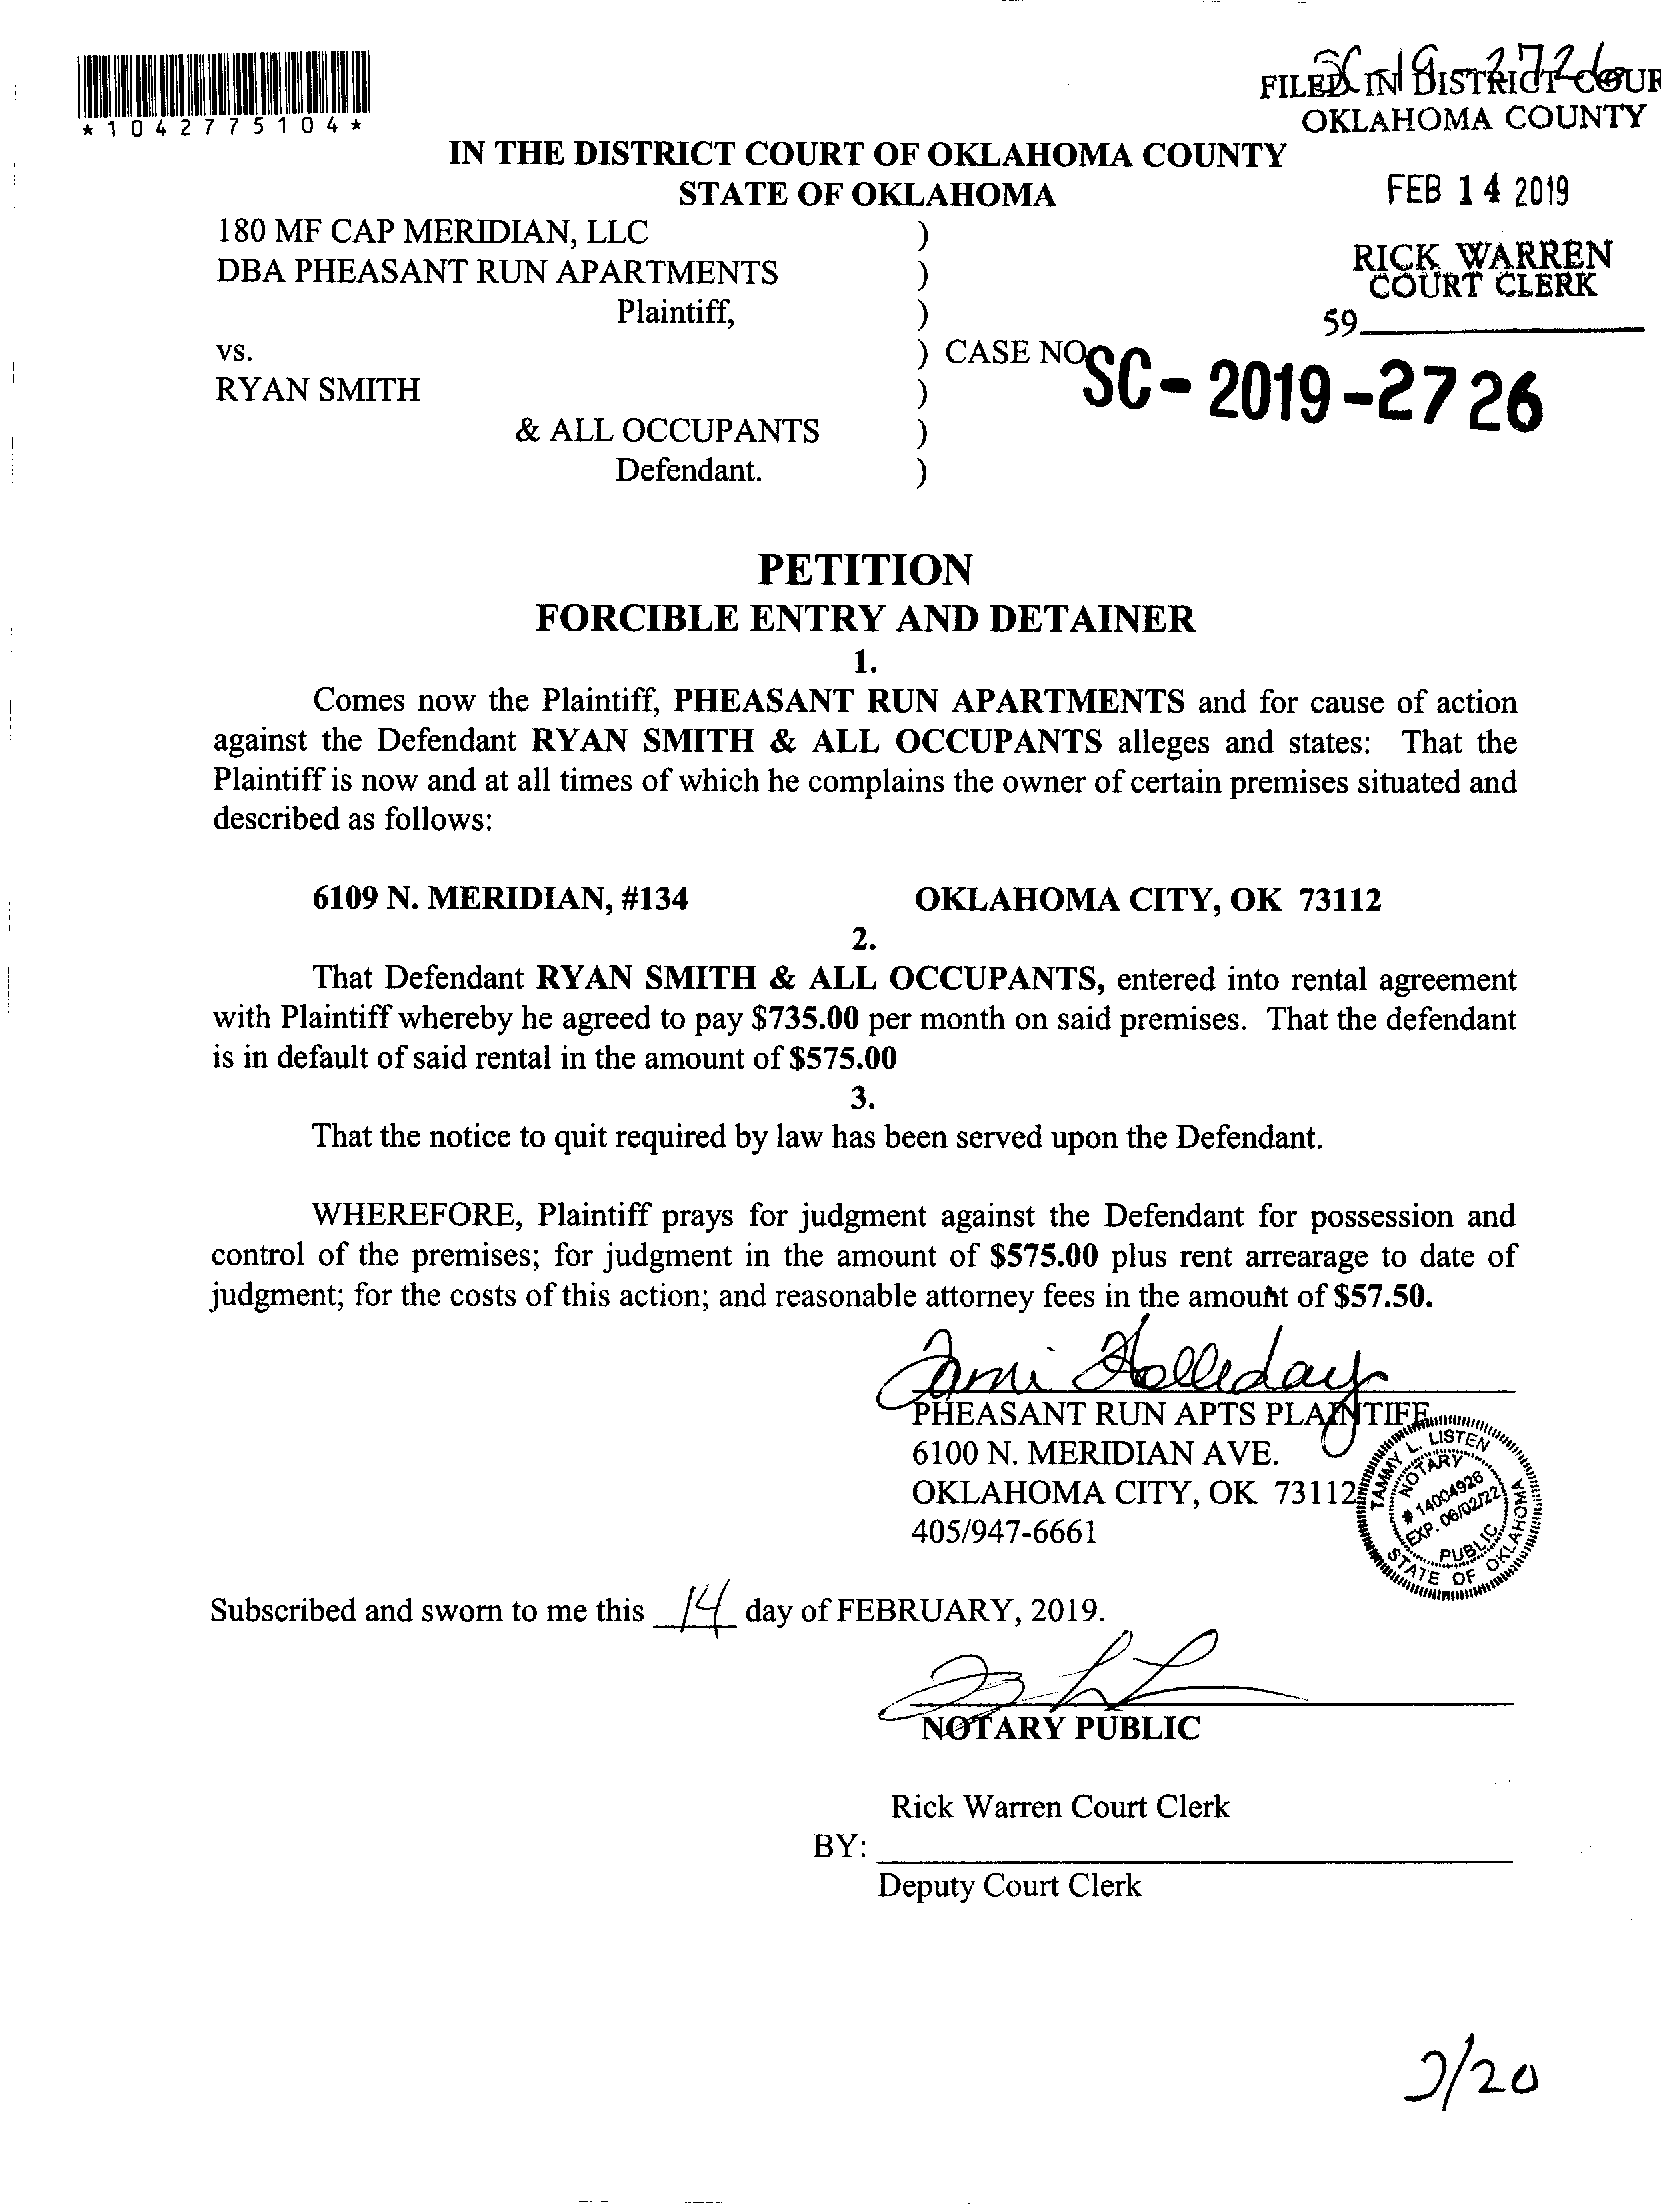 *1042775104*
SC-19-2726
FILED IN DISTRICT COUR
OKLAHOMA COUNTY
IN THE DISTRICT COURT OF OKLAHOMA COUNTY
STATE OF OKLAHOMA
FEB 14 2019
180 MF CAP MERIDIAN, LLC )
DBA PHEASANT RUN APARTMENTS )
RICK WARREN
COURT CLERK
Plaintiff, )
59
vs. ) CASE NO. SC-2019-2726
RYAN SMITH )
& ALL OCCUPANTS )
Defendant. )
PETITION
FORCIBLE ENTRY AND DETAINER
1.
Comes now the Plaintiff, PHEASANT RUN APARTMENTS and for cause of action
against the Defendant RYAN SMITH & ALL OCCUPANTS alleges and states: That the
Plaintiff is now and at all times of which he complains the owner of certain premises situated and
described as follows:
6109 N. MERIDIAN, #134 OKLAHOMA CITY, OK 73112
2.
That Defendant RYAN SMITH & ALL OCCUPANTS, entered into rental agreement
with Plaintiff whereby he agreed to pay $735.00 per month on said premises. That the defendant
is in default of said rental in the amount of $575.00
3.
That the notice to quit required by law has been served upon the Defendant.
WHEREFORE, Plaintiff prays for judgment against the Defendant for possession and
control of the premises; for judgment in the amount of $575.00 plus rent arrearage to date of
judgment; for the costs of this action; and reasonable attorney fees in the amount of $57.50.
Tami Holleday
PHEASANT RUN APTS PLAINTIFF
6100 N. MERIDIAN AVE.
OKLAHOMA CITY, OK 73112
405/947-6661
TAMMY L. LISTEN
NOTARY
# 14004926
EXP. 06/02/22
PUBLIC
STATE OF OKLAHOMA
Subscribed and sworn to me this 14 day of FEBRUARY, 2019.
NOTARY PUBLIC
Rick Warren Court Clerk
BY:
Deputy Court Clerk
2/20